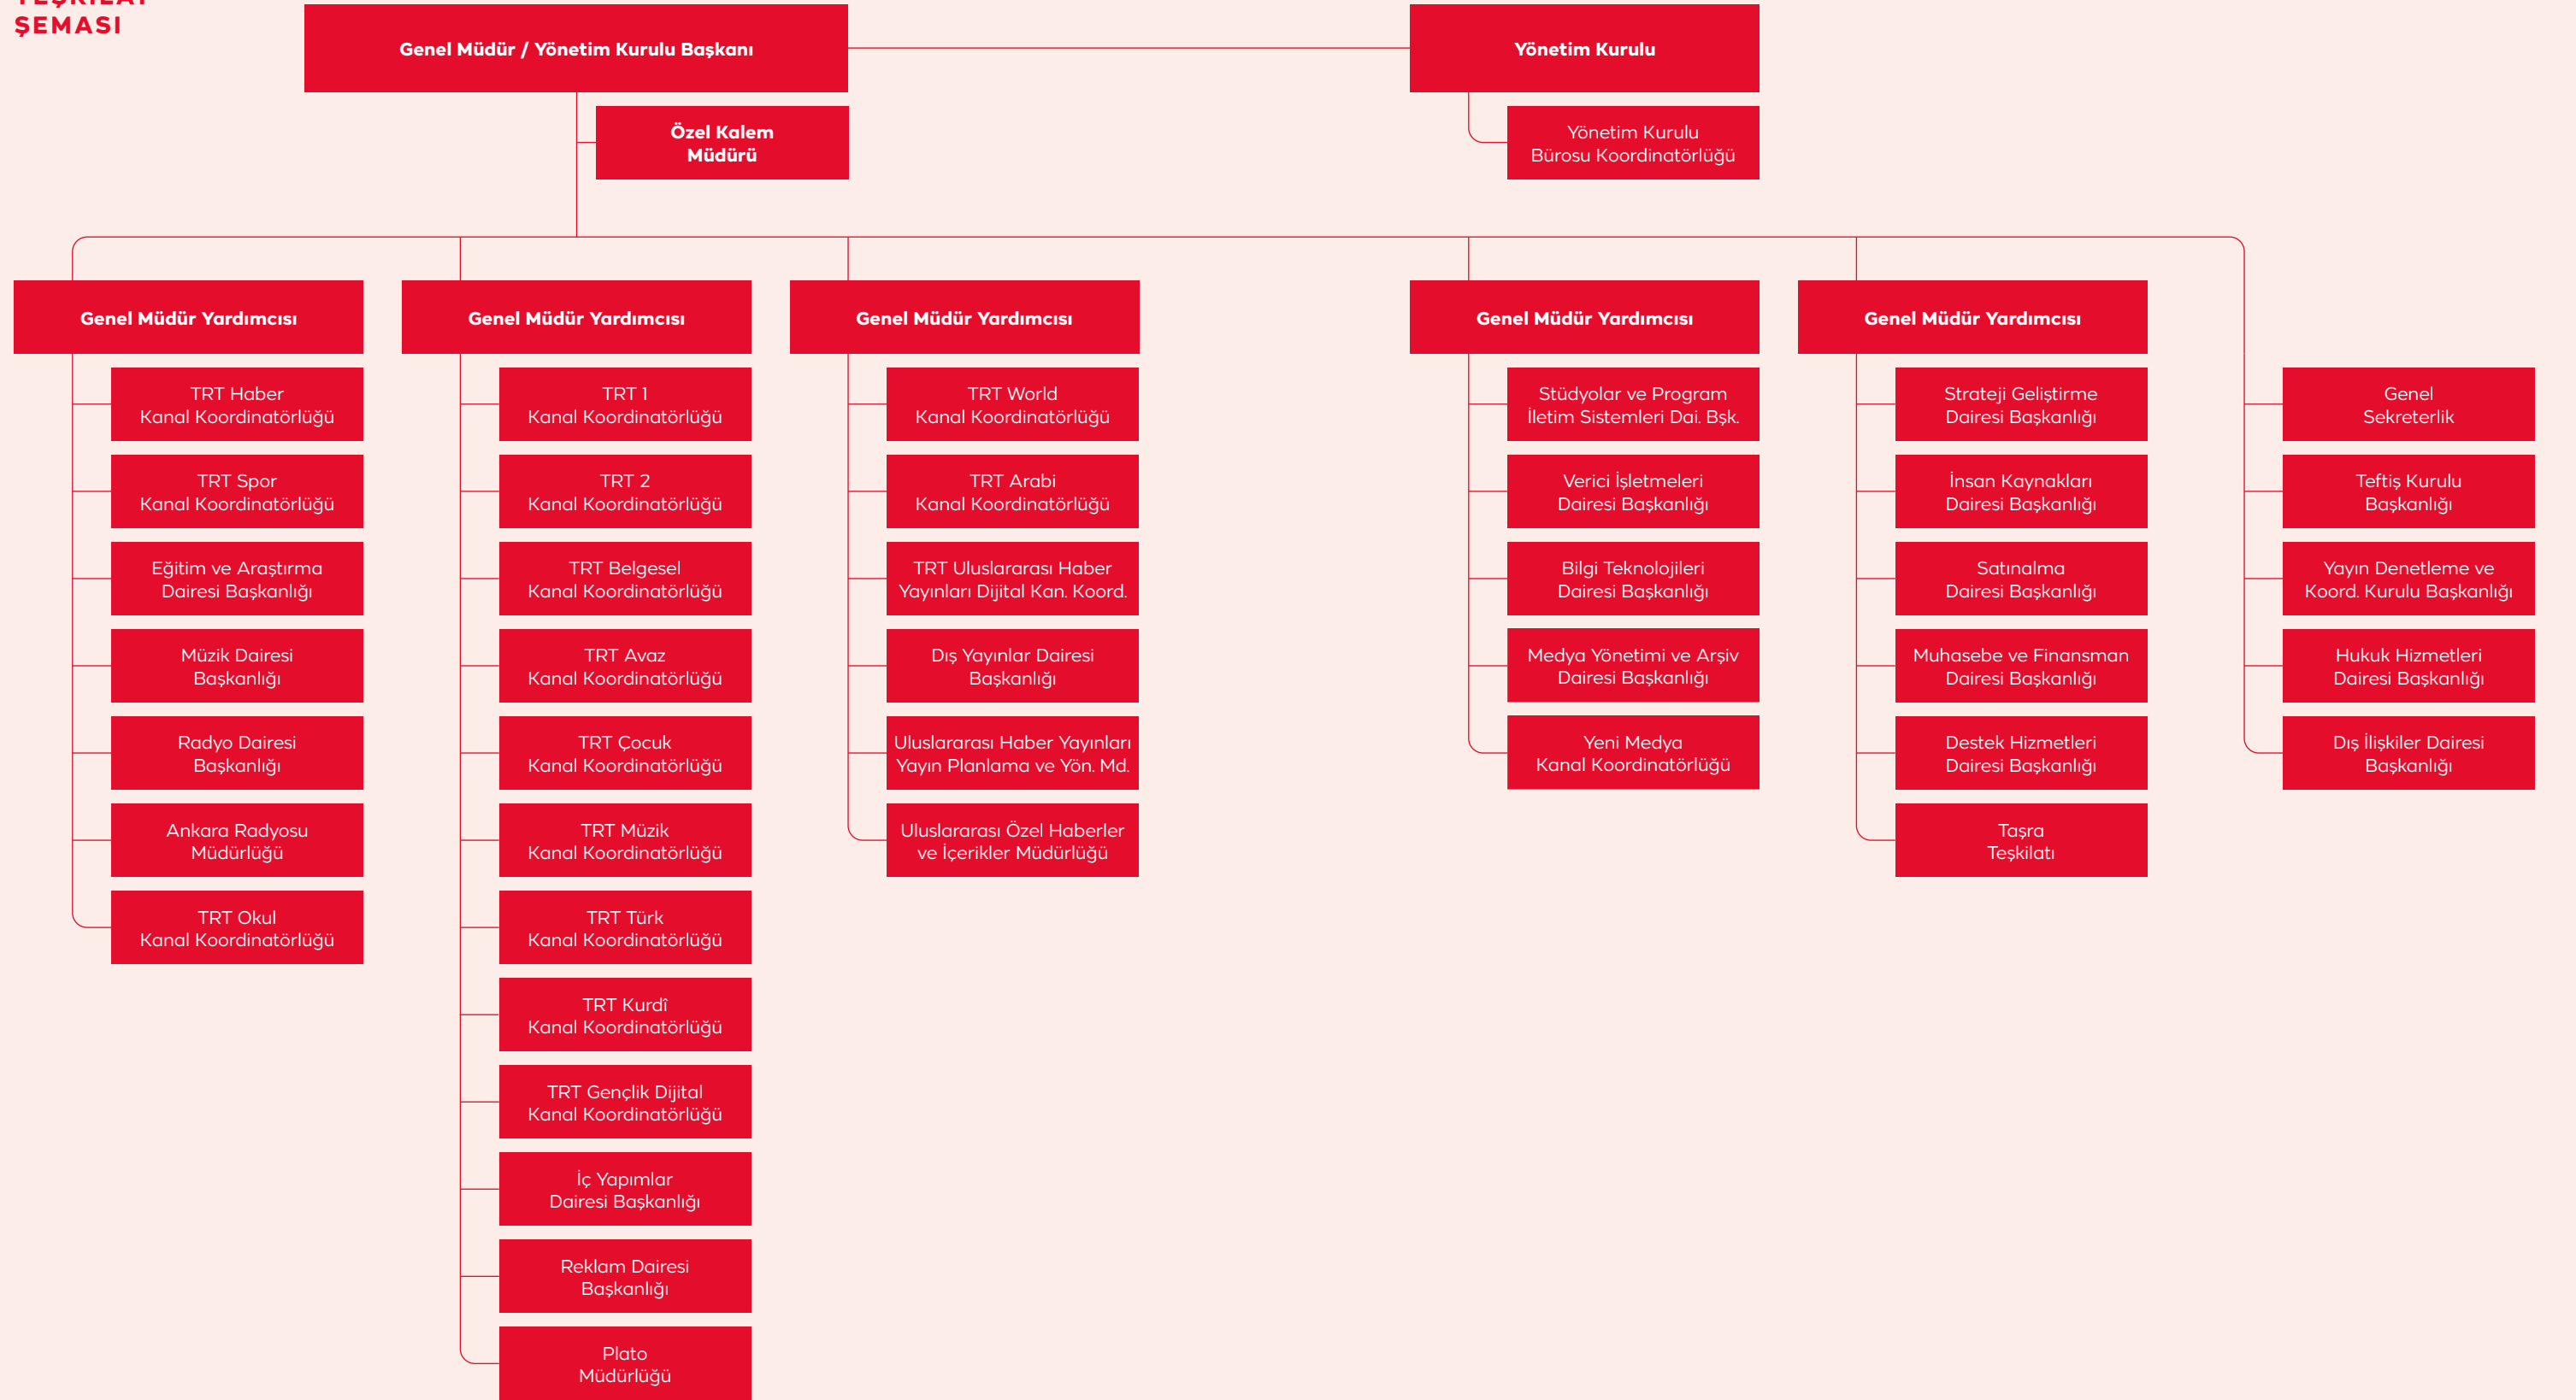 ŞEMASI
Genel Müdür / Yönetim Kurulu Başkanı
Yönetim Kurulu
Özel Kalem
Müdürü
Yönetim Kurulu
Bürosu Koordinatörlüğü
Genel Müdür Yardımcısı
TRT Haber
Kanal Koordinatörlüğü
TRT Spor
Kanal Koordinatörlüğü
Eğitim ve Araştırma
Dairesi Başkanlığı
Müzik Dairesi
Başkanlığı
Radyo Dairesi
Başkanlığı
Ankara Radyosu
Müdürlüğü
TRT Okul
Kanal Koordinatörlüğü
Genel Müdür Yardımcısı
TRT 1
Kanal Koordinatörlüğü
TRT 2
Kanal Koordinatörlüğü
TRT Belgesel
Kanal Koordinatörlüğü
TRT Avaz
Kanal Koordinatörlüğü
TRT Çocuk
Kanal Koordinatörlüğü
TRT Müzik
Kanal Koordinatörlüğü
TRT Türk
Kanal Koordinatörlüğü
TRT Kurdî
Kanal Koordinatörlüğü
TRT Gençlik Dijital
Kanal Koordinatörlüğü
İç Yapımlar
Dairesi Başkanlığı
Reklam Dairesi
Başkanlığı
Plato
Müdürlüğü
Genel Müdür Yardımcısı
TRT World
Kanal Koordinatörlüğü
TRT Arabi
Kanal Koordinatörlüğü
TRT Uluslararası Haber
Yayınları Dijital Kan. Koord.
Dış Yayınlar Dairesi
Başkanlığı
Uluslararası Haber Yayınları
Yayın Planlama ve Yön. Md.
Uluslararası Özel Haberler
ve İçerikler Müdürlüğü
Genel Müdür Yardımcısı
Stüdyolar ve Program
İletim Sistemleri Dai. Bşk.
Verici İşletmeleri
Dairesi Başkanlığı
Bilgi Teknolojileri
Dairesi Başkanlığı
Medya Yönetimi ve Arşiv
Dairesi Başkanlığı
Yeni Medya
Kanal Koordinatörlüğü
Genel Müdür Yardımcısı
Strateji Geliştirme
Dairesi Başkanlığı
İnsan Kaynakları
Dairesi Başkanlığı
Satınalma
Dairesi Başkanlığı
Muhasebe ve Finansman
Dairesi Başkanlığı
Destek Hizmetleri
Dairesi Başkanlığı
Taşra
Teşkilatı
Genel
Sekreterlik
Teftiş Kurulu
Başkanlığı
Yayın Denetleme ve
Koord. Kurulu Başkanlığı
Hukuk Hizmetleri
Dairesi Başkanlığı
Dış İlişkiler Dairesi
Başkanlığı